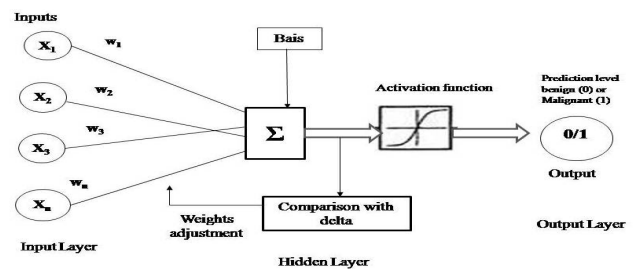 Inputs
X1
w1
X2
w2
X3
w3
Xn
wn
Input Layer
Bais
Σ
Weights
adjustment
Comparison with
delta
Hidden Layer
Activation function
Prediction level
benign (0) or
Malignant (1)
0/1
Output
Output Layer